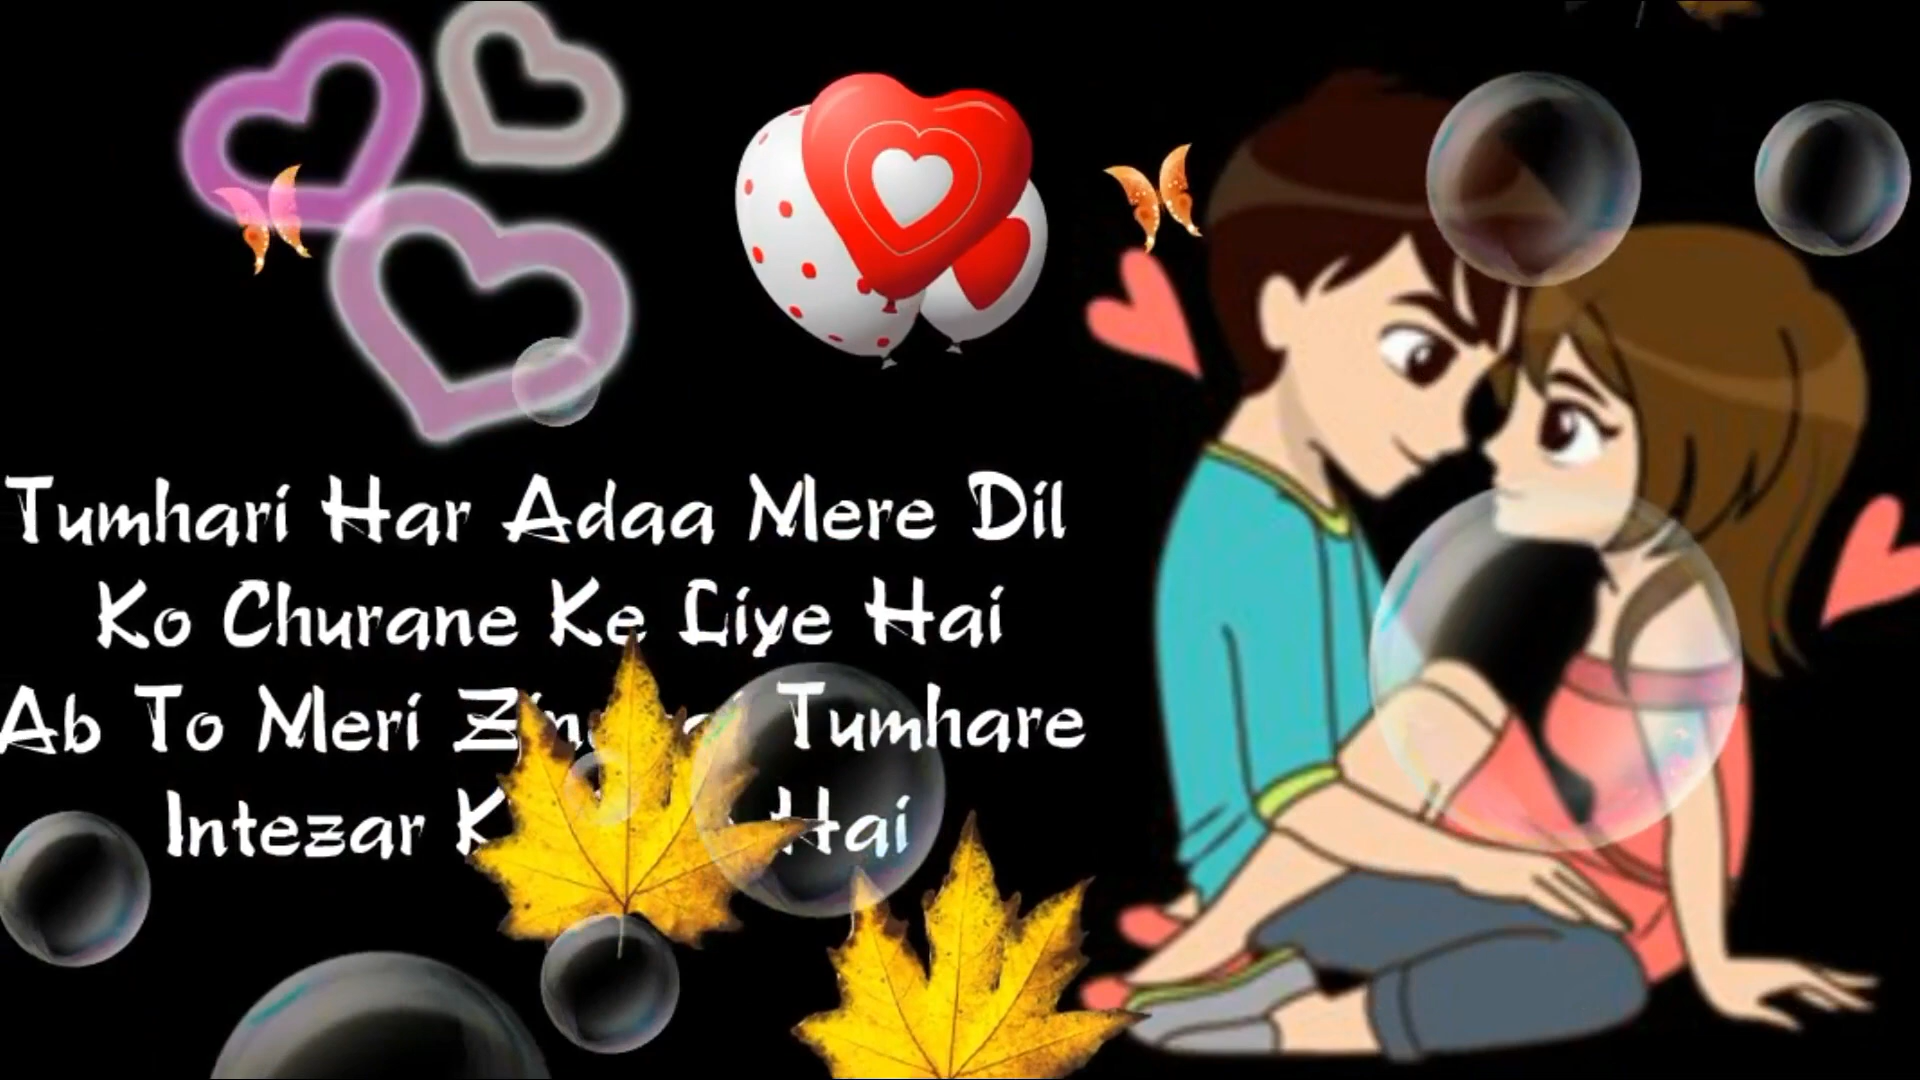 Tumhari Har Adaa Mere Dil
Ko Churane Ke Liye Hai
Ab To Meri Tumhare
Intezar Hai